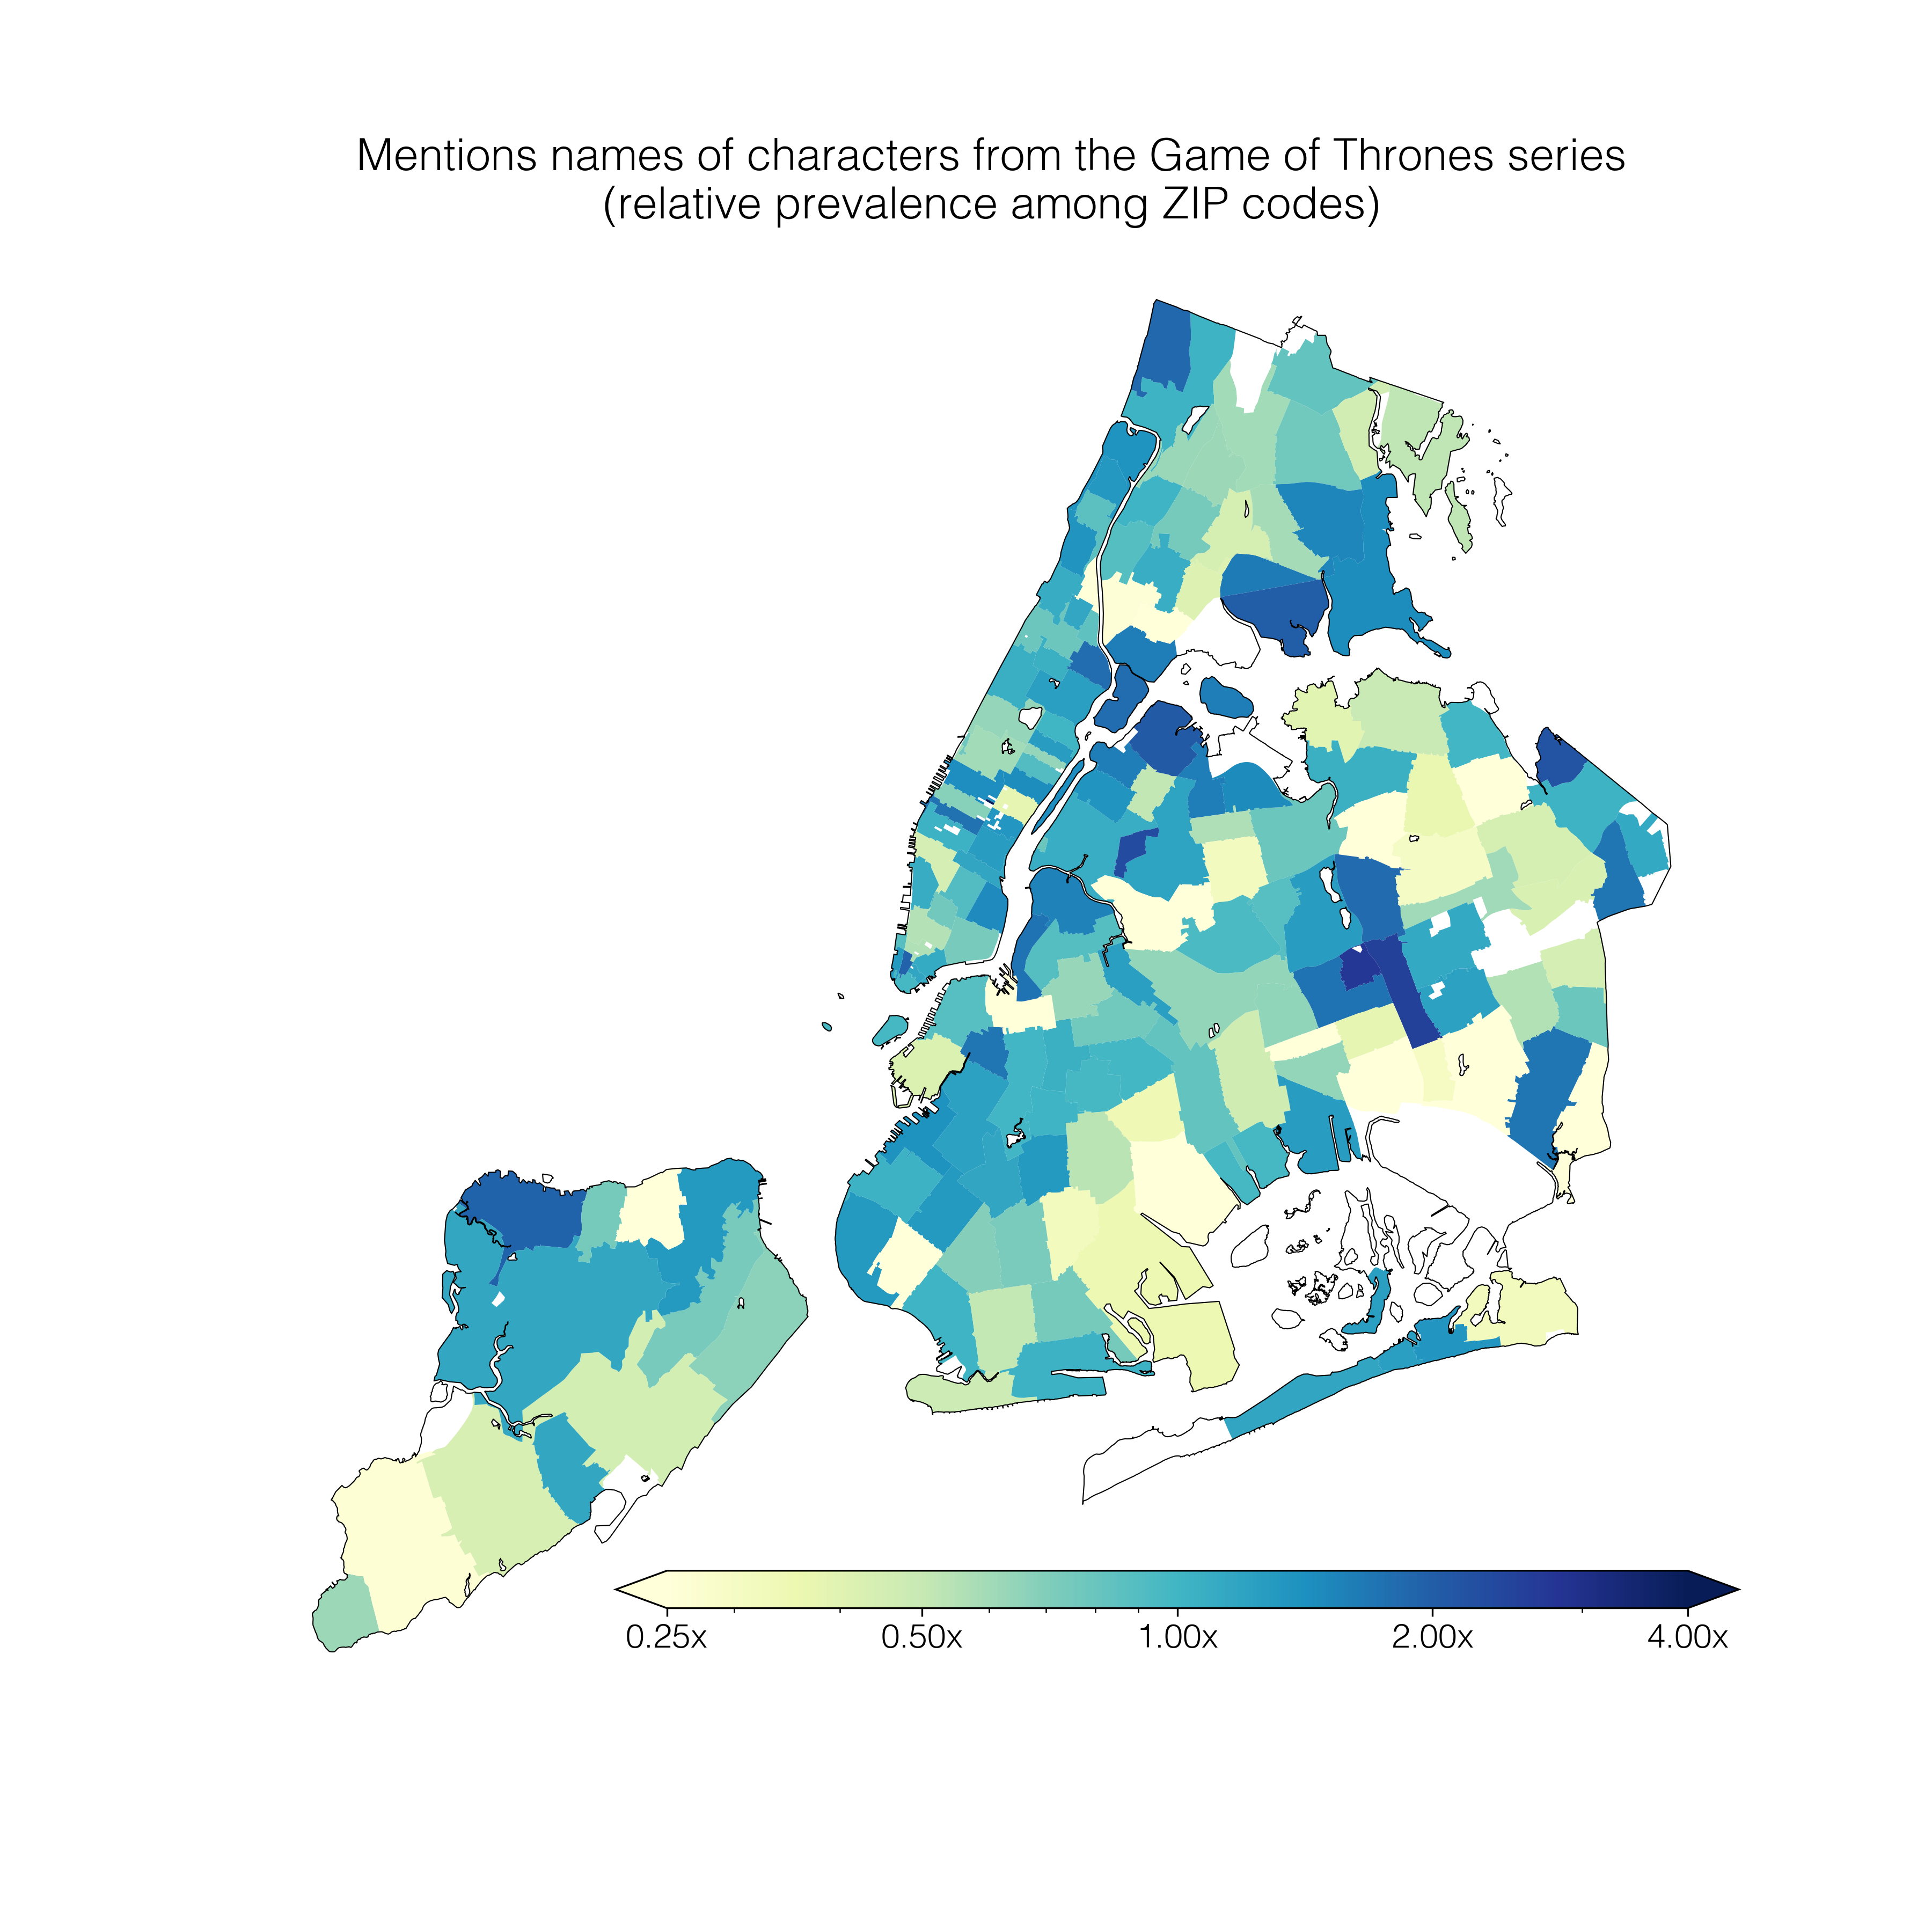 Mentions names of characters from the Game of Thrones series
(relative prevalence among ZIP codes)
0.25x 0.50x 1.00x 2.00x 4.00x